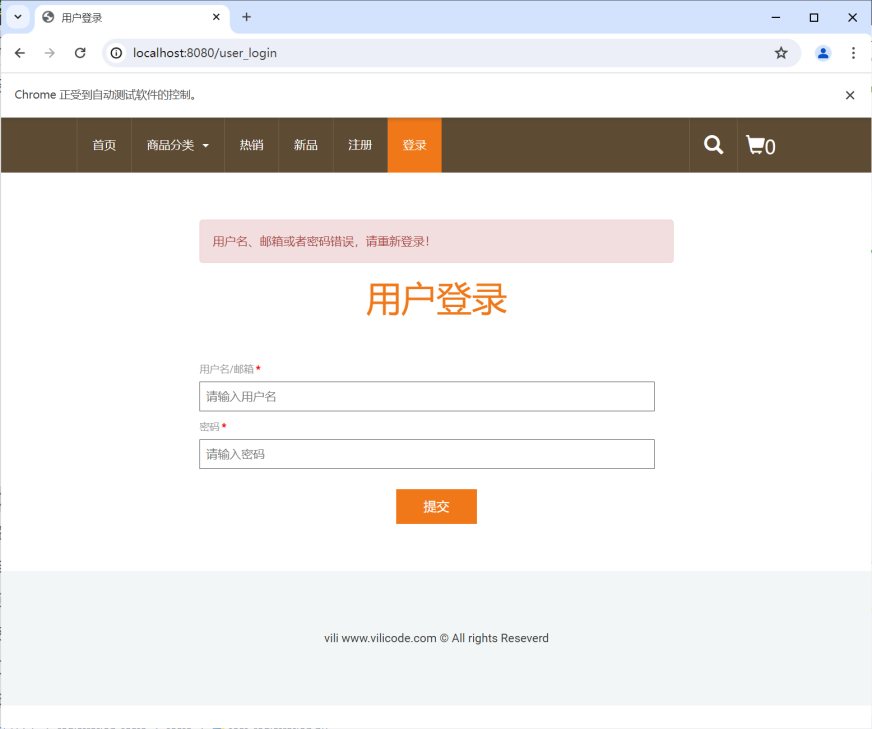 用户登录
localhost:8080/user_login
Chrome 正受到自动测试软件的控制。
首页 商品分类 热销 新品 注册 登录 0
用户名、邮箱或者密码错误，请重新登录！
用户登录
用户名/邮箱 *
请输入用户名
密码 *
请输入密码
提交
vili www.vilicode.com © All rights Reseverd